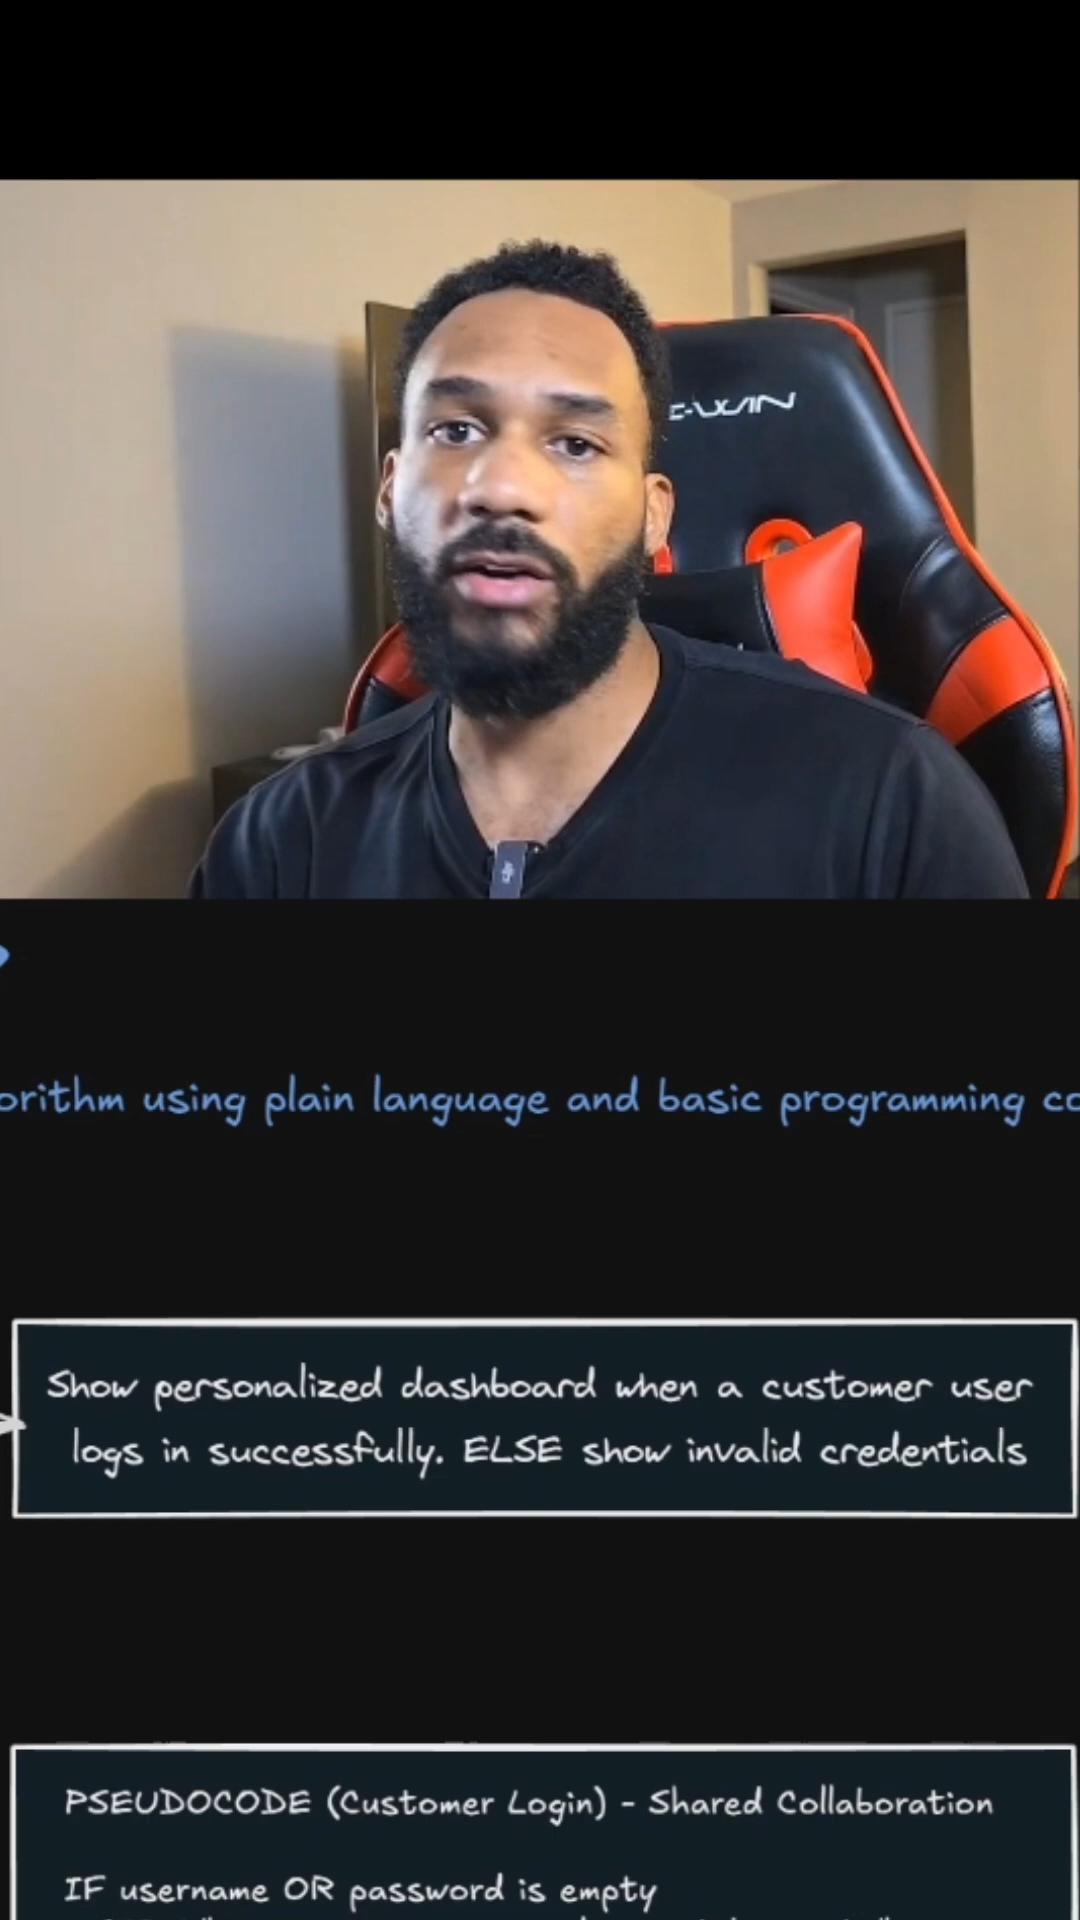 E-WIN
dji
orithm using plain language and basic programming co
Show personalized dashboard when a customer user
logs in successfully. ELSE show invalid credentials
PSEUDOCODE (Customer Login) - Shared Collaboration
IF username OR password is empty